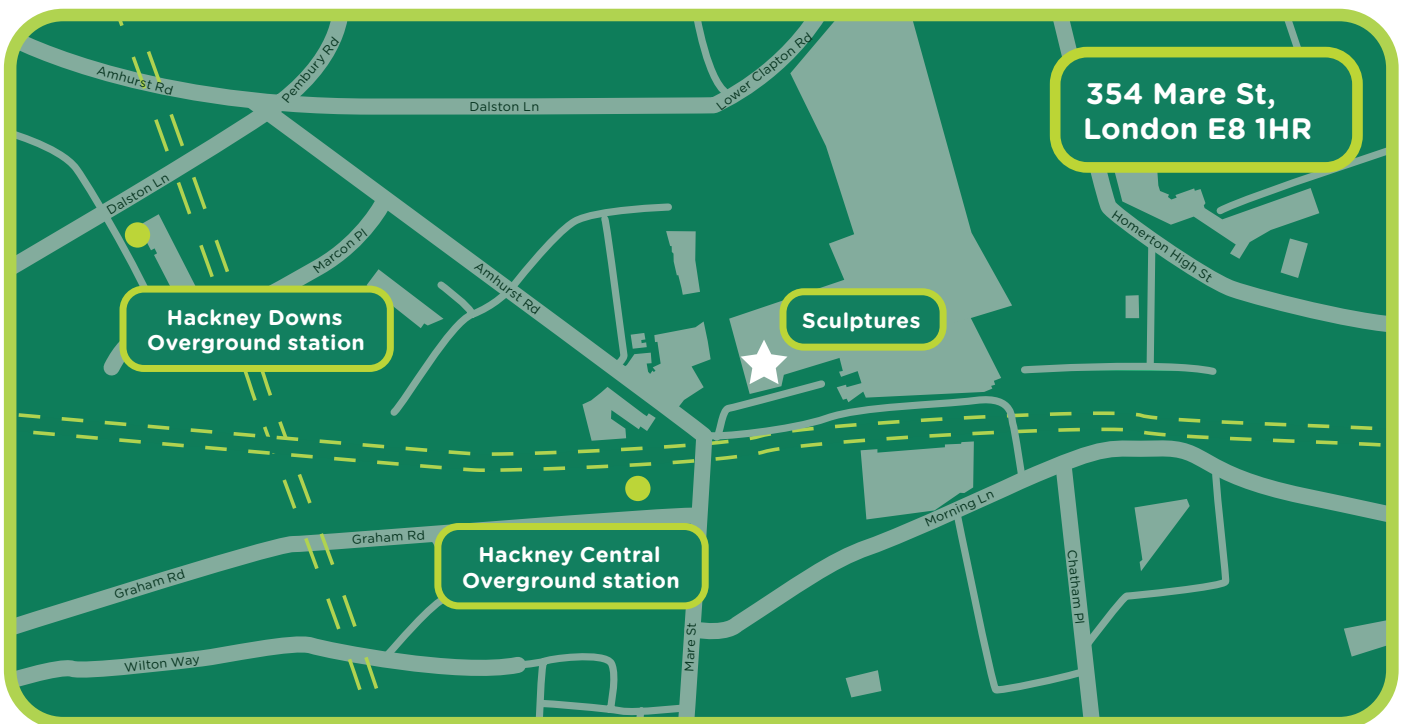 Amhurst Rd
Pembury Rd
Dalston Ln
Lower Clapton Rd
354 Mare St,
London E8 1HR
Dalston Ln
Marcon Pl
Amhurst Rd
Homerton High St
Hackney Downs
Overground station
Sculptures
Graham Rd
Graham Rd
Hackney Central
Overground station
Morning Ln
Chatham Pl
Mare St
Wilton Way